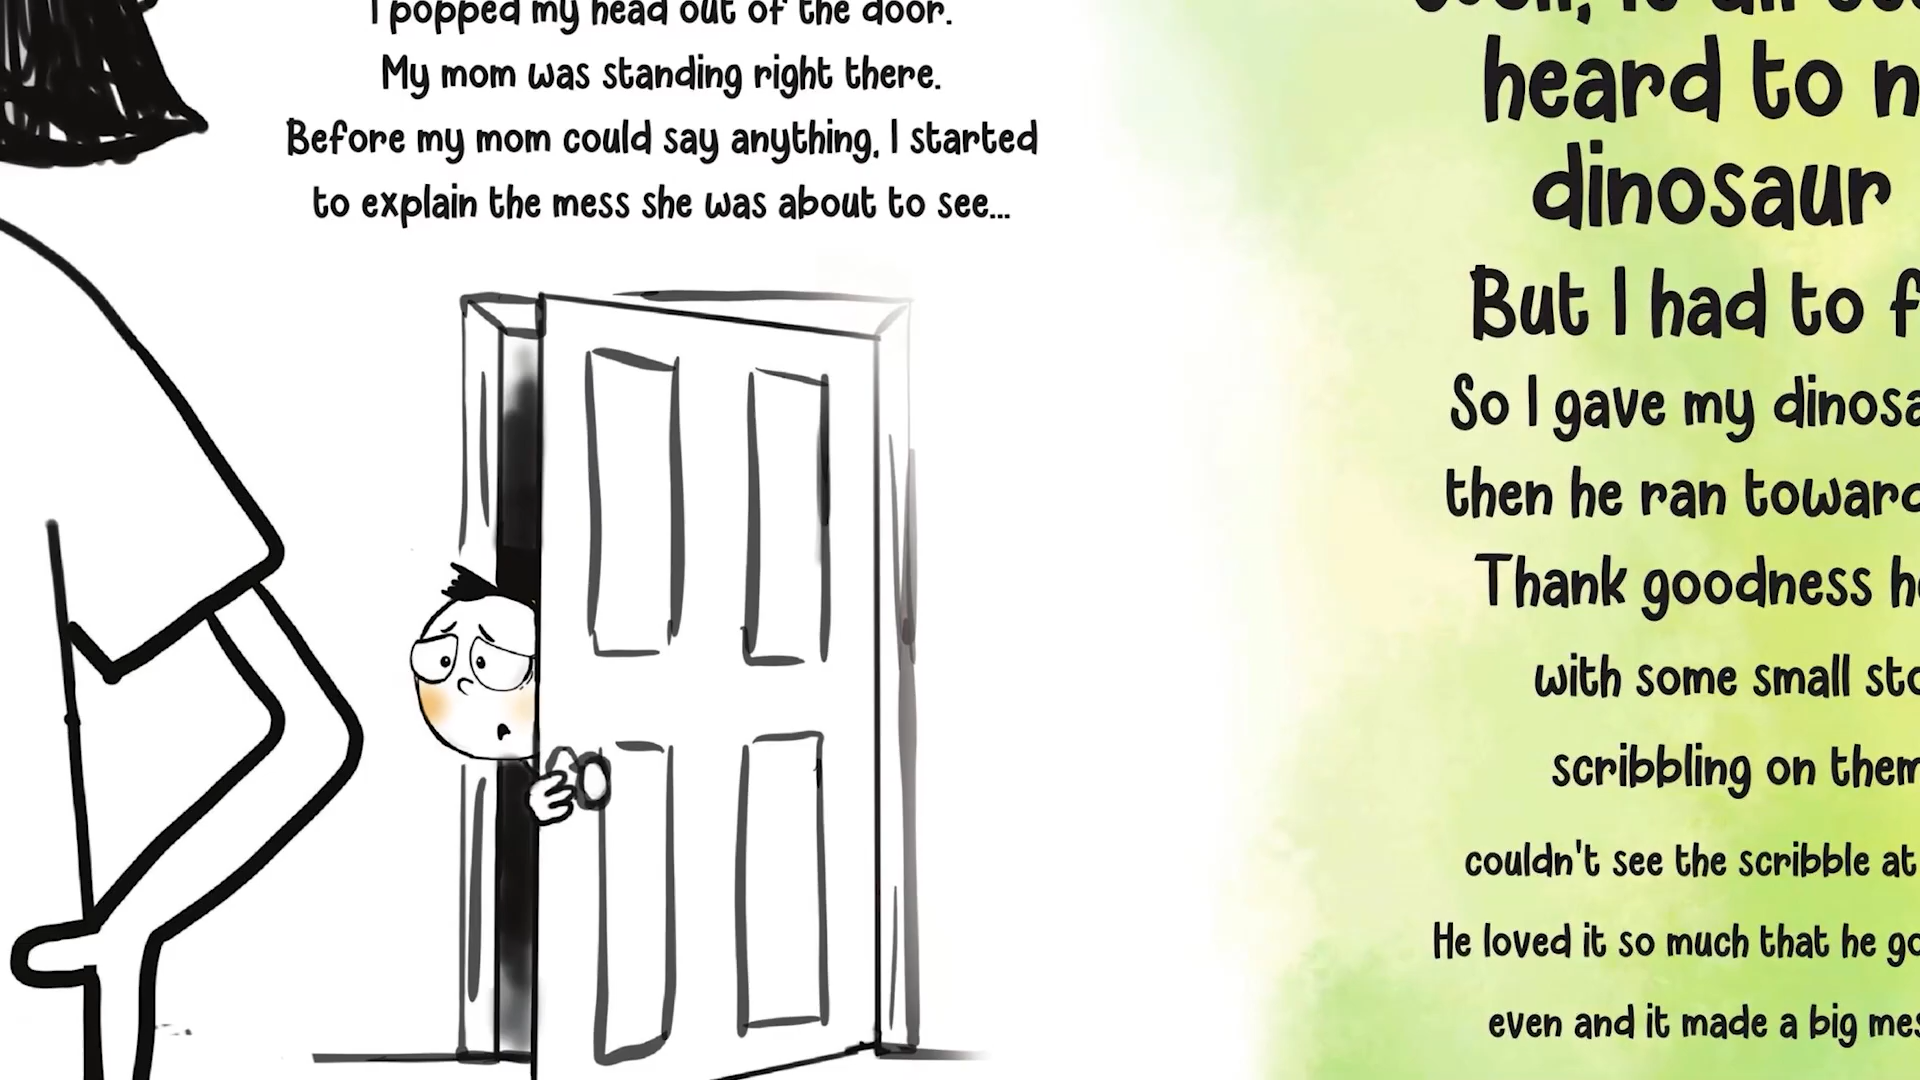 I popped my head out of the door.
My mom was standing right there.
Before my mom could say anything, I started
to explain the mess she was about to see...
heard to
dinosaur
But I had to
So I gave my
then he ran
Thank goodness
with some small
scribbling on
couldn't see the scribble at
He loved it so much that he
even and it made a big